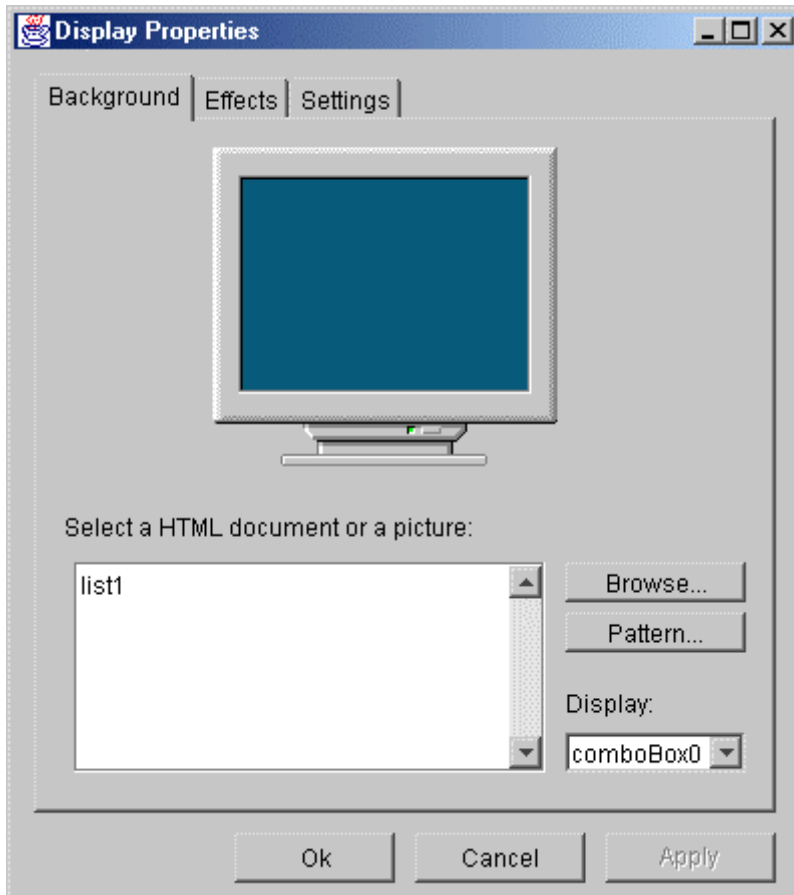 Display Properties
Background Effects Settings
Select a HTML document or a picture:
list1
Browse...
Pattern...
Display:
comboBox0
Ok Cancel Apply